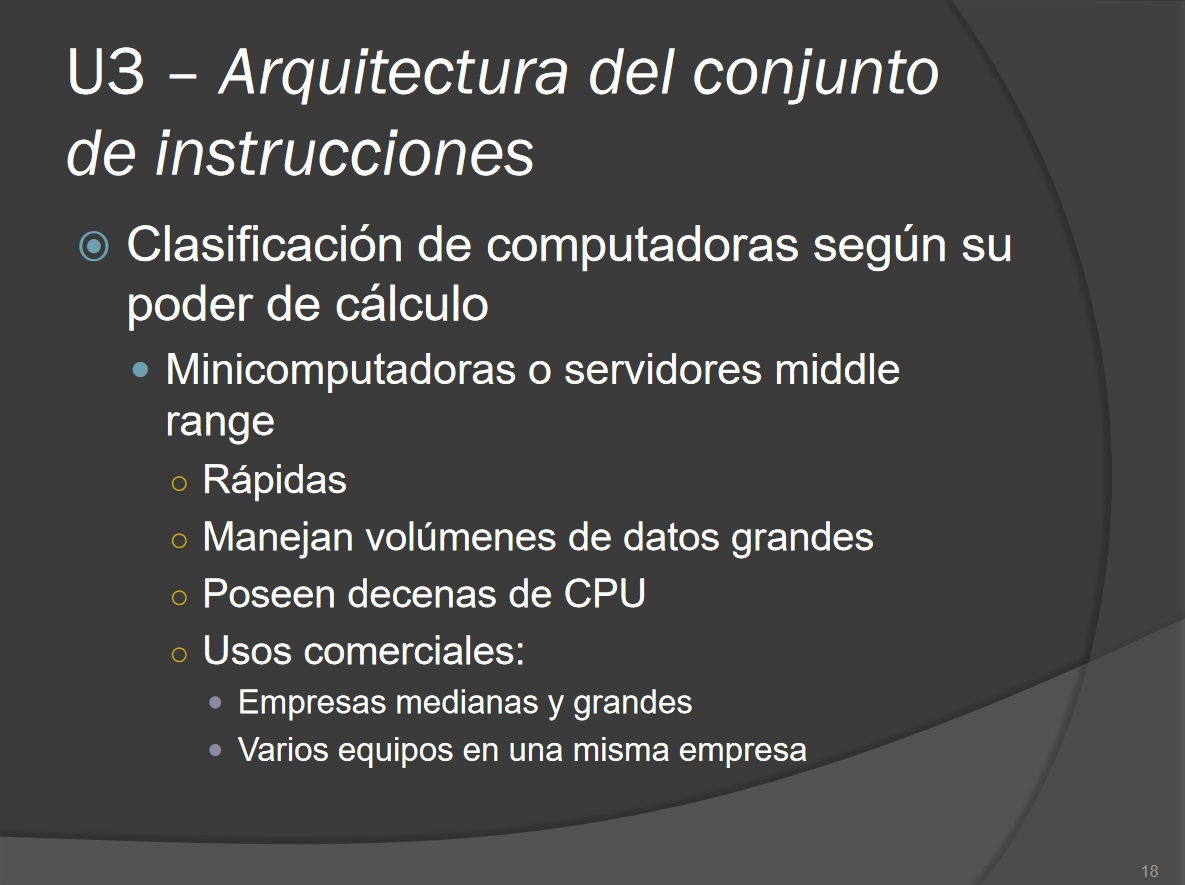 U3 – Arquitectura del conjunto
de instrucciones
Clasificación de computadoras según su
poder de cálculo
Minicomputadoras o servidores middle
range
Rápidas
Manejan volúmenes de datos grandes
Poseen decenas de CPU
Usos comerciales:
Empresas medianas y grandes
Varios equipos en una misma empresa
18